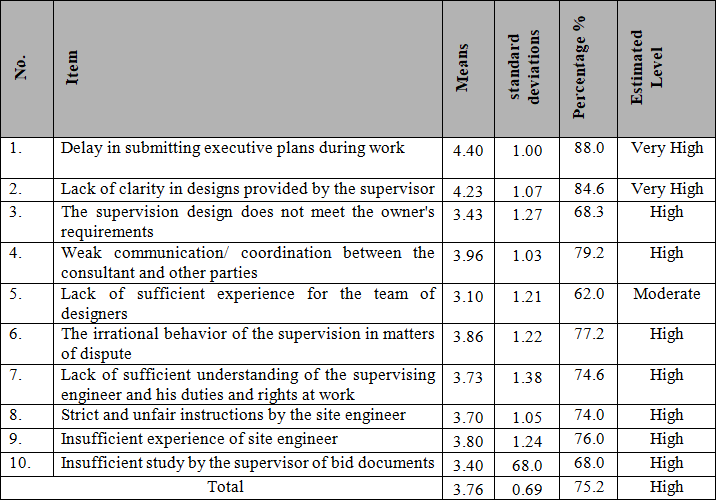 No. Item Means standard deviations Percentage % Estimated Level
1. Delay in submitting executive plans during work 4.40 1.00 88.0 Very High
2. Lack of clarity in designs provided by the supervisor 4.23 1.07 84.6 Very High
3. The supervision design does not meet the owner's 3.43 1.27 68.3 High
requirements
4. Weak communication/ coordination between the 3.96 1.03 79.2 High
consultant and other parties
5. Lack of sufficient experience for the team of 3.10 1.21 62.0 Moderate
designers
6. The irrational behavior of the supervision in matters 3.86 1.22 77.2 High
of dispute
7. Lack of sufficient understanding of the supervising 3.73 1.38 74.6 High
engineer and his duties and rights at work
8. Strict and unfair instructions by the site engineer 3.70 1.05 74.0 High
9. Insufficient experience of site engineer 3.80 1.24 76.0 High
10. Insufficient study by the supervisor of bid documents 3.40 68.0 68.0 High
Total 3.76 0.69 75.2 High